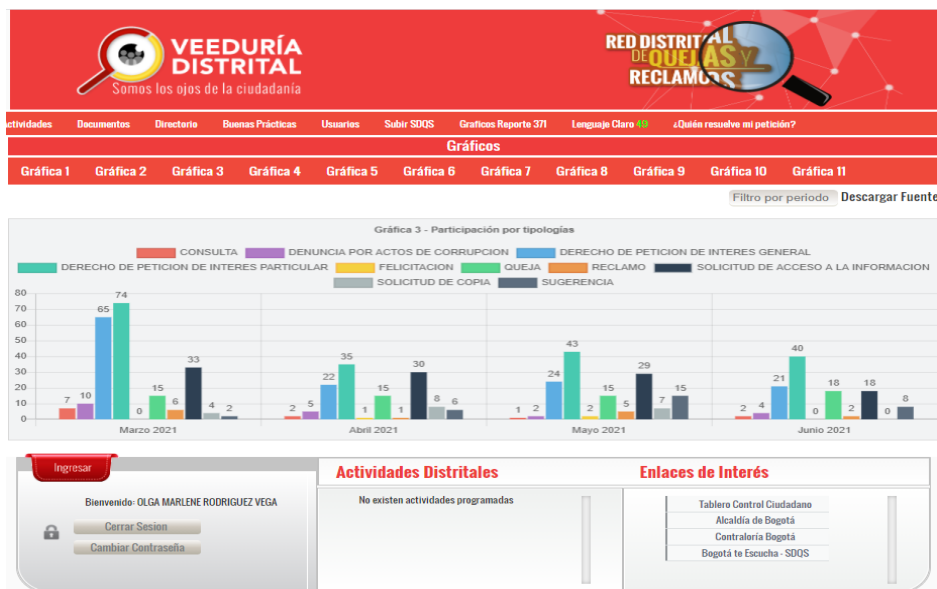 VEEDURÍA
DISTRITAL
Somos los ojos de la ciudadanía
RED DISTRITAL
DE QUEJAS Y
RECLAMOS
ctividades Documentos Directorio Buenas Prácticas Usuarios Subir SDQS Graficos Reporte 371 Lenguaje Claro 49 ¿Quién resuelve mi petición?
Gráficos
Gráfica 1 Gráfica 2 Gráfica 3 Gráfica 4 Gráfica 5 Gráfica 6 Gráfica 7 Gráfica 8 Gráfica 9 Gráfica 10 Gráfica 11
Filtro por periodo Descargar Fuente
Gráfica 3 - Participación por tipologías
CONSULTA DENUNCIA POR ACTOS DE CORRUPCION DERECHO DE PETICION DE INTERES GENERAL
DERECHO DE PETICION DE INTERES PARTICULAR FELICITACION QUEJA RECLAMO SOLICITUD DE ACCESO A LA INFORMACION
SOLICITUD DE COPIA SUGERENCIA
80
70
60
50
40
30
20
10
0
7 10 65 74 0 15 6 33 4 2
2 5 22 35 1 15 1 30 8 6
1 2 24 43 2 15 5 29 7 15
2 4 21 40 0 18 2 18 0 8
Marzo 2021 Abril 2021 Mayo 2021 Junio 2021
Ingresar
Bienvenido: OLGA MARLENE RODRIGUEZ VEGA
Cerrar Sesion
Cambiar Contraseña
Actividades Distritales
No existen actividades programadas
Enlaces de Interés
Tablero Control Ciudadano
Alcaldía de Bogotá
Contraloría Bogotá
Bogotá te Escucha - SDQS